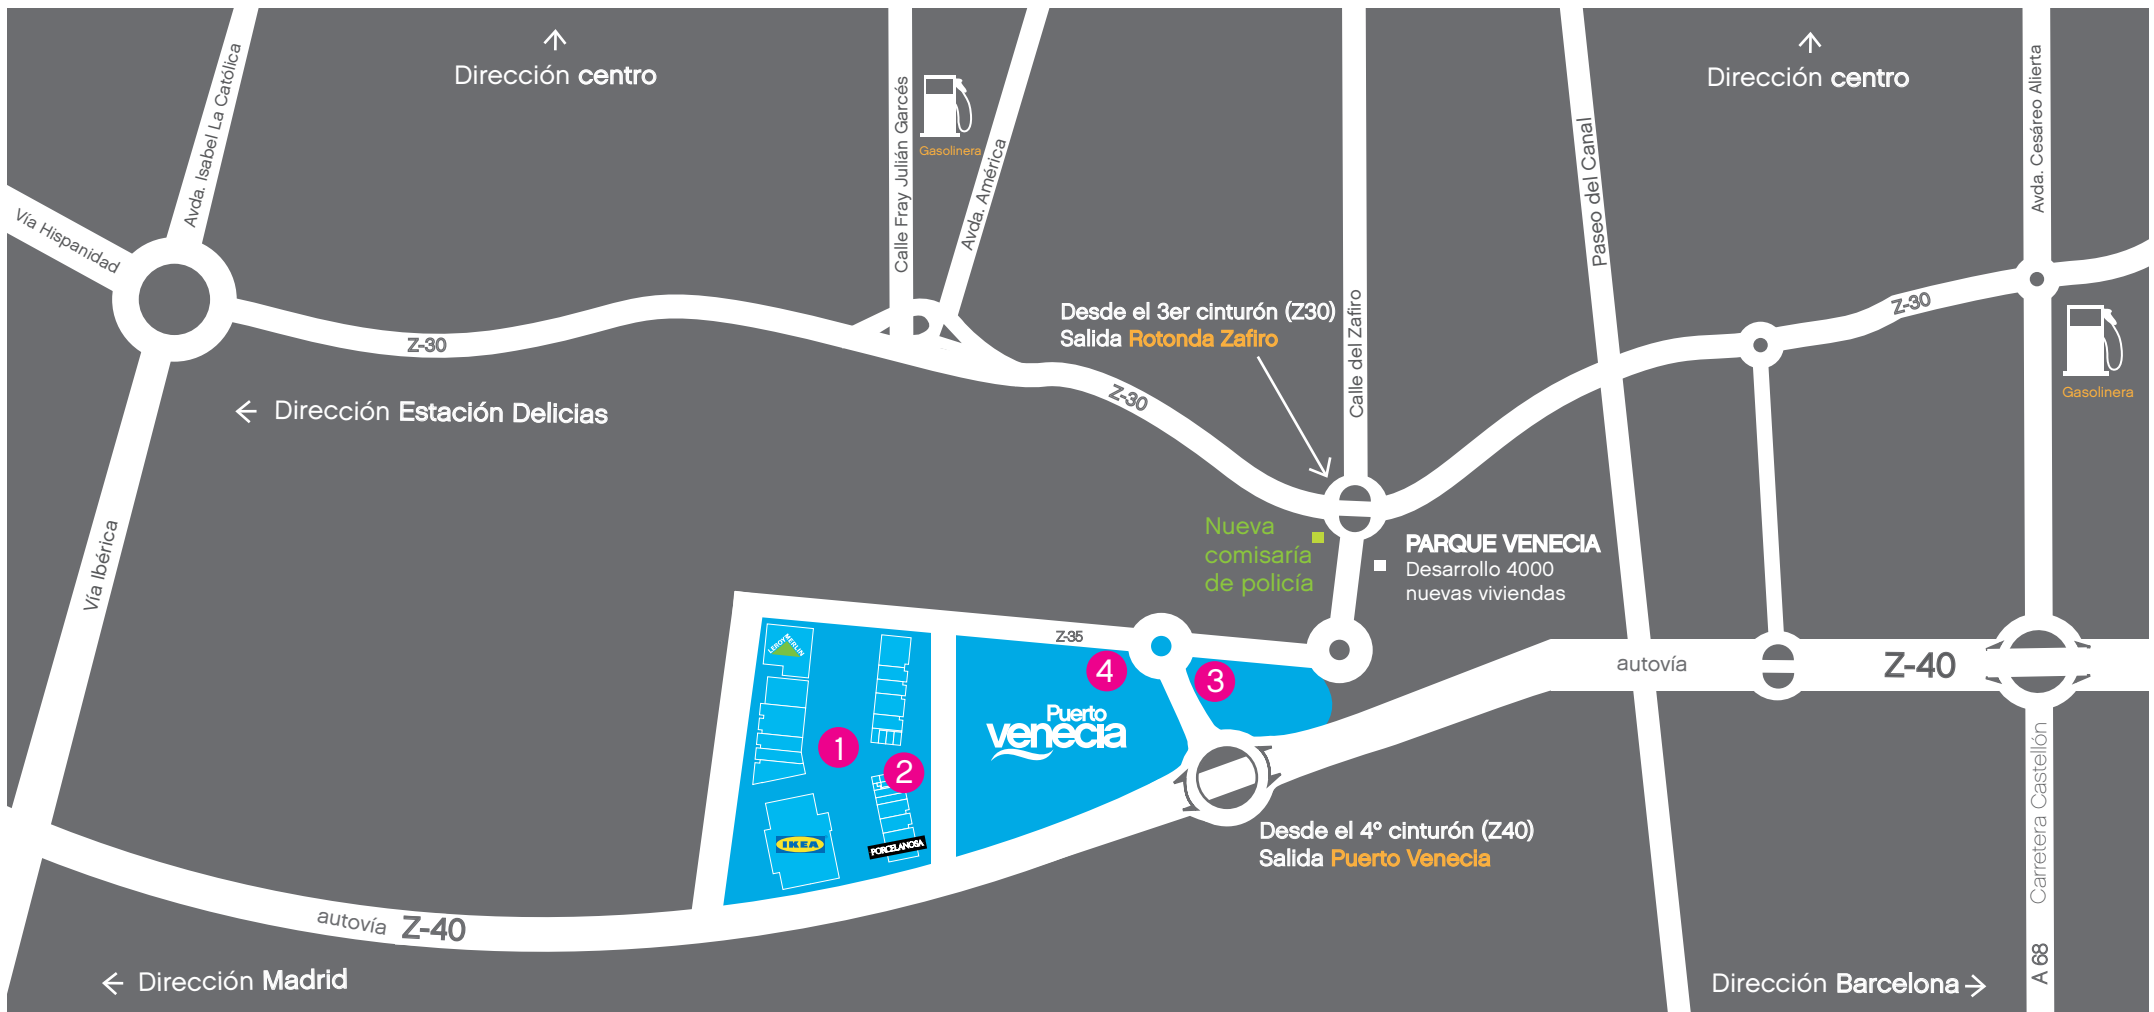 Dirección centro
Dirección centro
Avda. Isabel La Católica
Vía Hispanidad
Calle Fray Julián Garcés
Gasolinera
Avda. América
Paseo del Canal
Avda. Cesáreo Alierta
Desde el 3er cinturón (Z30)
Salida Rotonda Zafiro
Calle del Zafiro
Z-30
Z-30
Z-30
Gasolinera
Dirección Estación Delicias
Vía Ibérica
Nueva
comisaría
de policía
PARQUE VENECIA
Desarrollo 4000
nuevas viviendas
Z-35
LEROY MERLIN
4
3
1
2
Puerto
venecia
IKEA
PORCELANOSA
autovía Z-40
Desde el 4º cinturón (Z40)
Salida Puerto Venecia
Carretera Castellón
A 68
autovía Z-40
Dirección Madrid
Dirección Barcelona